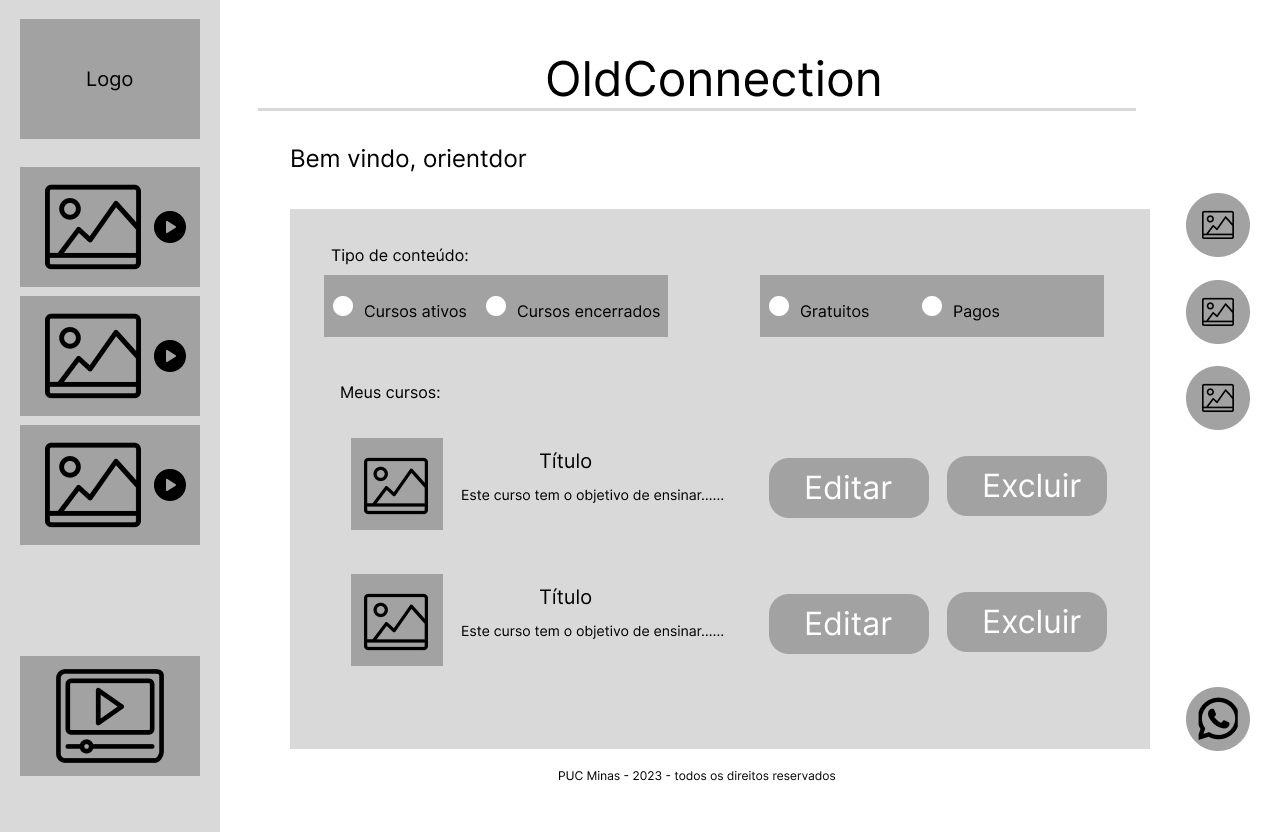 Logo
OldConnection
Bem vindo, orientdor
Tipo de conteúdo:
Cursos ativos Cursos encerrados Gratuitos Pagos
Meus cursos:
Título
Este curso tem o objetivo de ensinar......
Editar Excluir
Título
Este curso tem o objetivo de ensinar......
Editar Excluir
PUC Minas - 2023 - todos os direitos reservados